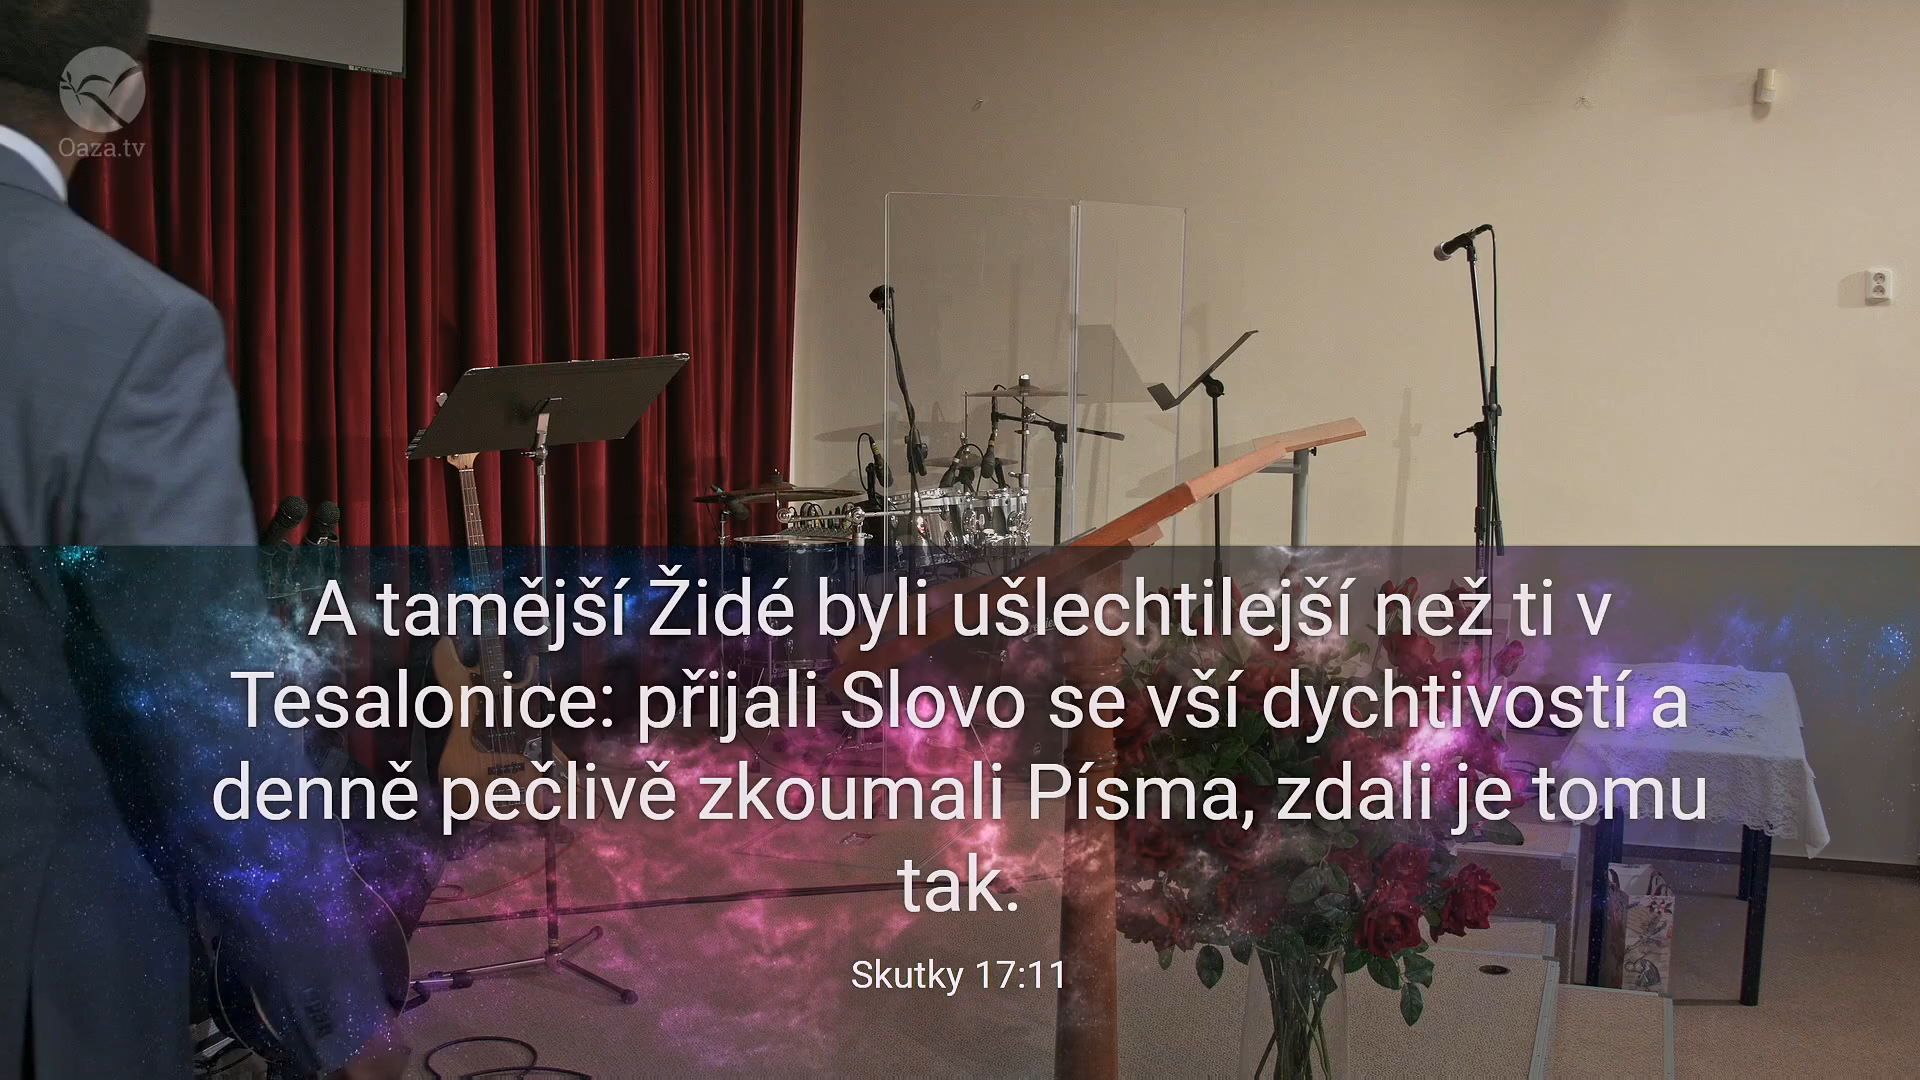 Oaza.tv
A tamější Židé byli ušlechtilejší než ti v
Tesalonice: přijali Slovo se vší dychtivostí a
denně pečlivě zkoumali Písma, zdali je tomu
tak.
Skutky 17:11